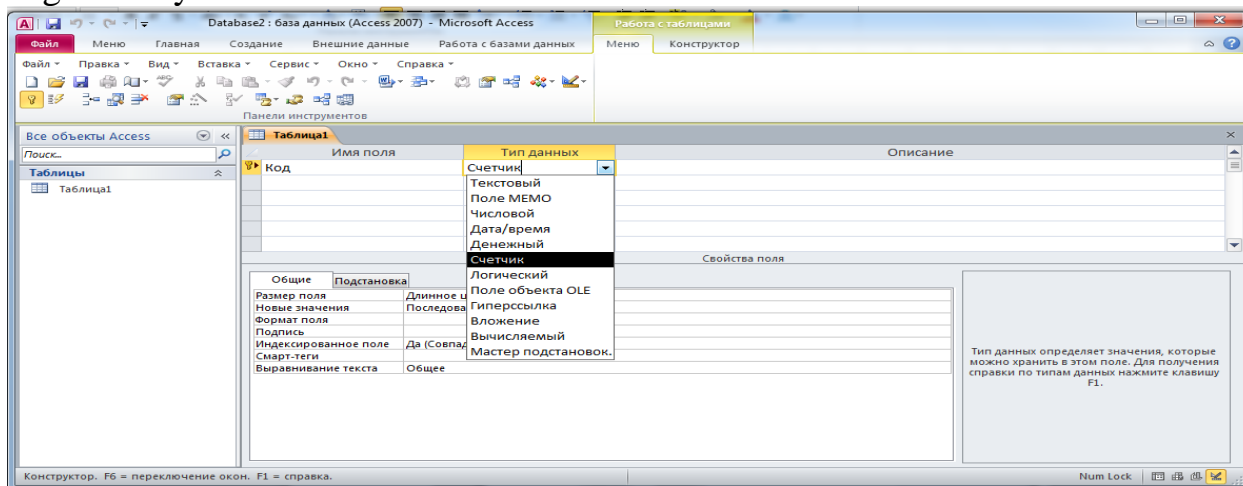 Database2 : база данных (Access 2007) - Microsoft Access
Работа с таблицами
Файл Меню Главная Создание Внешние данные Работа с базами данных Меню Конструктор
Файл Правка Вид Вставка Сервис Окно Справка
Панели инструментов
Все объекты Access
Таблица1
Поиск...
Имя поля Тип данных Описание
Таблицы
Код Счетчик
Таблица1
Текстовый
Поле МЕМО
Числовой
Дата/время
Денежный
Счетчик
Логический
Поле объекта OLE
Гиперссылка
Вложение
Вычисляемый
Мастер подстановок.
Свойства поля
Общие Подстановка
Размер поля Длинное ц
Новые значения Последова
Формат поля
Подпись
Индексированное поле Да (Совпад
Смарт-теги
Выравнивание текста Общее
Тип данных определяет значения, которые
можно хранить в этом поле. Для получения
справки по типам данных нажмите клавишу
F1.
Конструктор. F6 = переключение окон. F1 = справка. Num Lock